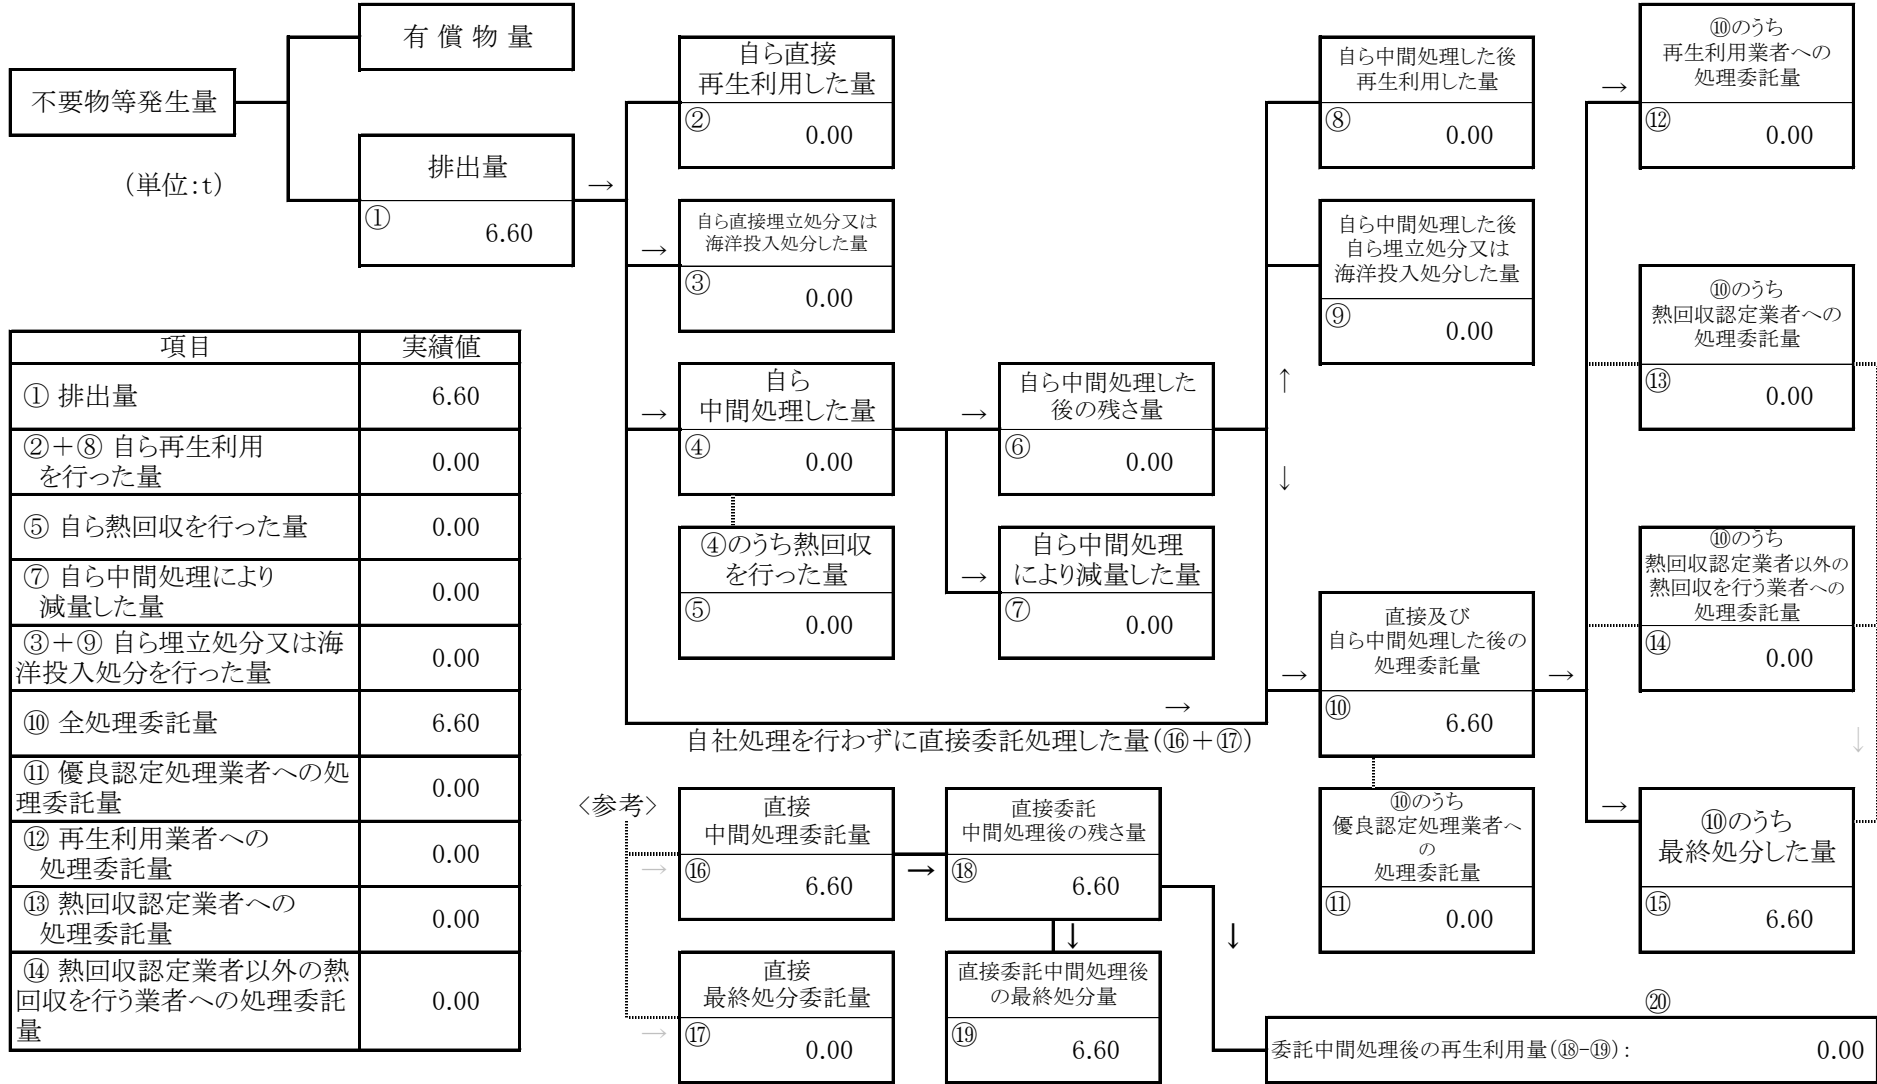 有 償 物 量
不要物等発生量
(単位:t)
排出量
→
① 6.60
自ら直接
再生利用した量
② 0.00
自ら直接埋立処分又は
海洋投入処分した量
→
③ 0.00
自ら
中間処理した量
→
④ 0.00
④のうち熱回収
を行った量
⑤ 0.00
自ら中間処理した
後の残さ量
→
⑥ 0.00
自ら中間処理
により減量した量
→
⑦ 0.00
自ら中間処理した後
再生利用した量
⑧ 0.00
自ら中間処理した後
自ら埋立処分又は
海洋投入処分した量
⑨ 0.00
↑
↓
直接及び
自ら中間処理した後の
処理委託量
→ →
⑩ 6.60
⑩のうち
優良認定処理業者へ
の
処理委託量
⑪ 0.00
⑩のうち
再生利用業者への
処理委託量
→
⑫ 0.00
⑩のうち
熱回収認定業者への
処理委託量
⑬ 0.00
⑩のうち
熱回収認定業者以外の
熱回収を行う業者への
処理委託量
⑭ 0.00
↓
⑩のうち
最終処分した量
→
⑮ 6.60
→
自社処理を行わずに直接委託処理した量(⑯+⑰)
〈参考〉
直接
中間処理委託量
→
⑯ 6.60
直接
最終処分委託量
→
⑰ 0.00
直接委託
中間処理後の残さ量
→
⑱ 6.60
↓ ↓
直接委託中間処理後
の最終処分量
⑲ 6.60
⑳
委託中間処理後の再生利用量(⑱-⑲): 0.00
項目 実績値
① 排出量 6.60
②+⑧ 自ら再生利用
を行った量 0.00
⑤ 自ら熱回収を行った量 0.00
⑦ 自ら中間処理により
減量した量 0.00
③+⑨ 自ら埋立処分又は海
洋投入処分を行った量 0.00
⑩ 全処理委託量 6.60
⑪ 優良認定処理業者への処
理委託量 0.00
⑫ 再生利用業者への
処理委託量 0.00
⑬ 熱回収認定業者への
処理委託量 0.00
⑭ 熱回収認定業者以外の熱
回収を行う業者への処理委託
量 0.00